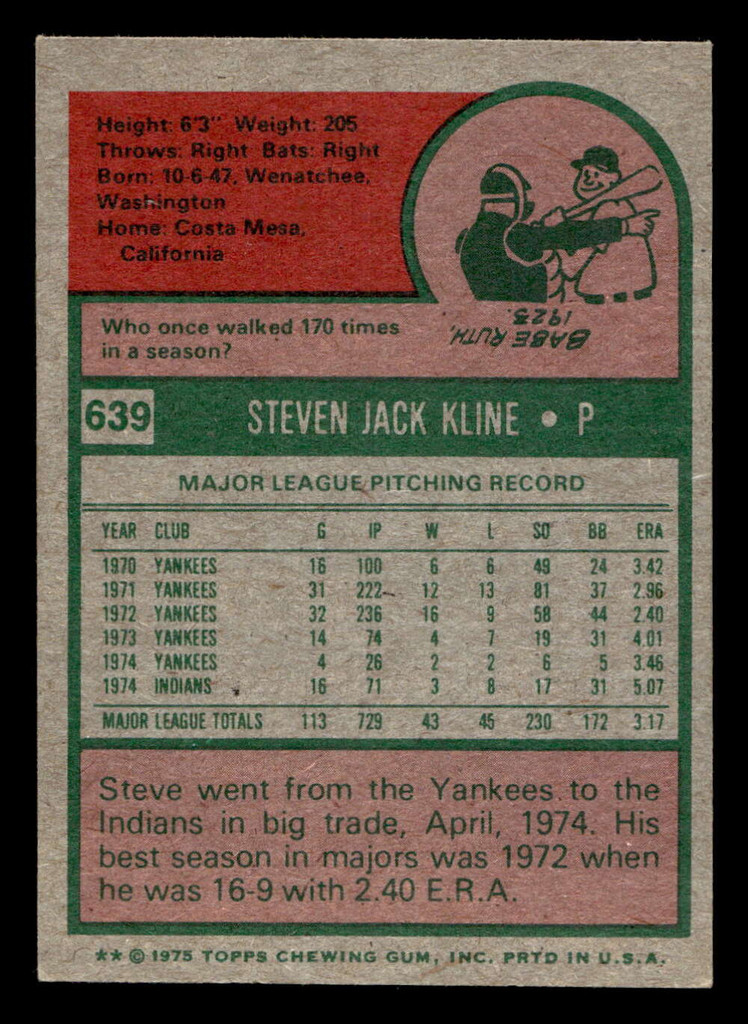 Height: 6'3" Weight: 205
Throws: Right Bats: Right
Born: 10-6-47, Wenatchee,
Washington
Home: Costa Mesa,
California
Who once walked 170 times
in a season?
BABE RUTH,
1923.
639 STEVEN JACK KLINE • P
MAJOR LEAGUE PITCHING RECORD
YEAR CLUB G IP W L SO BB ERA
1970 YANKEES 16 100 6 6 49 24 3.42
1971 YANKEES 31 222 12 13 81 37 2.96
1972 YANKEES 32 236 16 9 58 44 2.40
1973 YANKEES 14 74 4 7 19 31 4.01
1974 YANKEES 4 26 2 2 6 5 3.46
1974 INDIANS 16 71 3 8 17 31 5.07
MAJOR LEAGUE TOTALS 113 729 43 45 230 172 3.17
Steve went from the Yankees to the
Indians in big trade, April, 1974. His
best season in majors was 1972 when
he was 16-9 with 2.40 E.R.A.
** © 1975 TOPPS CHEWING GUM, INC. PRTD IN U.S.A.